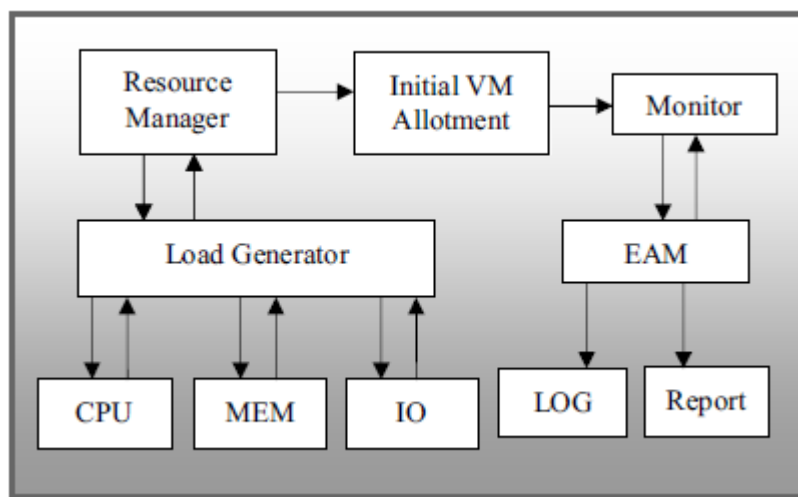 Resource
Manager
Initial VM
Allotment
Monitor
Load Generator
EAM
CPU
MEM
IO
LOG
Report